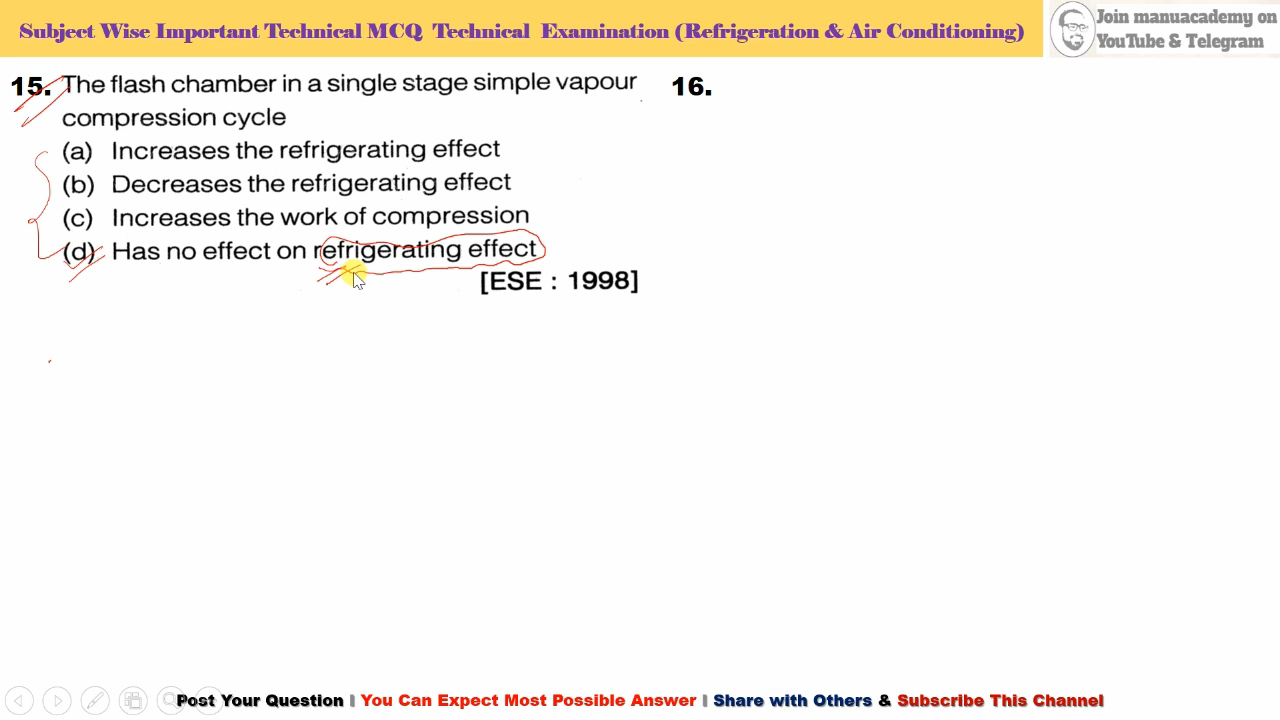 Subject Wise Important Technical MCQ Technical Examination (Refrigeration & Air Conditioning)
Join manuacademy on
YouTube & Telegram
15. The flash chamber in a single stage simple vapour
compression cycle
(a) Increases the refrigerating effect
(b) Decreases the refrigerating effect
(c) Increases the work of compression
(d) Has no effect on refrigerating effect
[ESE : 1998]
16.
Post Your Question | You Can Expect Most Possible Answer | Share with Others & Subscribe This Channel